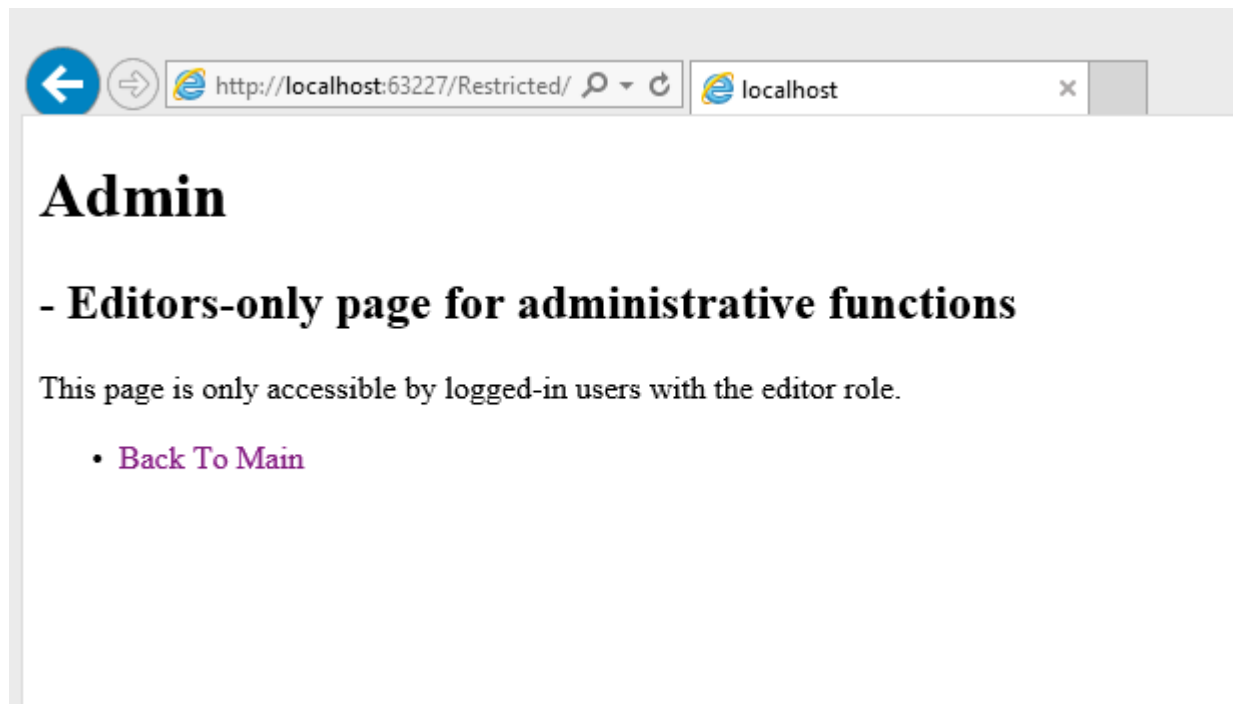 http://localhost:63227/Restricted/
localhost
Admin
- Editors-only page for administrative functions
This page is only accessible by logged-in users with the editor role.
• Back To Main